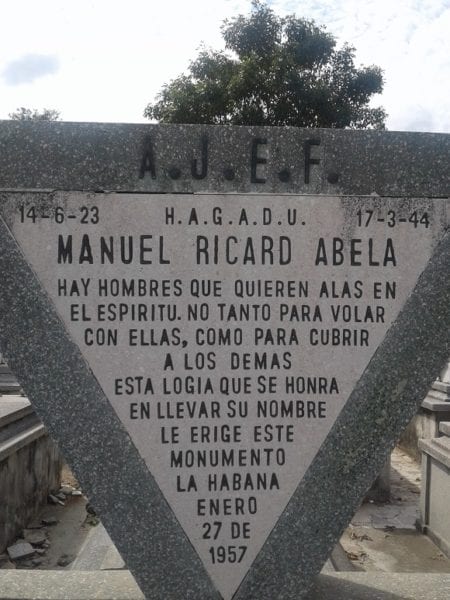 A.J.E.F.
14-6-23 H.A.G.A.D.U. 17-3-44
MANUEL RICARD ABELA
HAY HOMBRES QUE QUIEREN ALAS EN
EL ESPIRITU. NO TANTO PARA VOLAR
CON ELLAS, COMO PARA CUBRIR
A LOS DEMAS
ESTA LOGIA QUE SE HONRA
EN LLEVAR SU NOMBRE
LE ERIGE ESTE
MONUMENTO
LA HABANA
ENERO
27 DE
1957